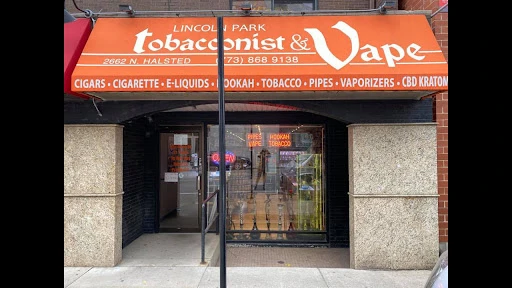 LINCOLN PARK
tobacconist & Vape
2662 N. HALSTED (773) 868 9138
CIGARS • CIGARETTE • E-LIQUIDS • HOOKAH • TOBACCO • PIPES • VAPORIZERS • CBD KRATOM
PIPES HOOKAH
VAPE TOBACCO
OPEN